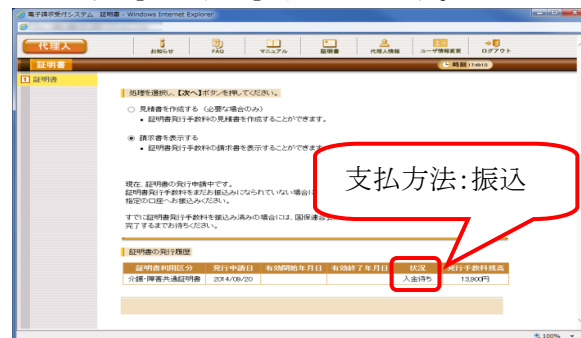 電子請求受付システム 証明書 - Windows Internet Explorer
代理人
お知らせ
FAQ
マニュアル
証明書
代理人情報
ユーザ情報変更
ログアウト
証明書
時刻
1 証明書
処理を選択し、【次へ】ボタンを押してください。
見積書を作成する (必要な場合のみ)
• 証明書発行手数料の見積書を作成することができます。
請求書を表示する
• 証明書発行手数料の請求書を表示することができます
支払方法:振込
現在、証明書の発行申請中です。
証明書発行手数料をまだお振込みになられていない場合に
指定の口座へお振込みください。
すでに証明書発行手数料を振込み済みの場合には、国保連合
完了するまでお待ちください。
証明書の発行履歴
証明書利用区分 発行申請日 有効開始年月日 有効終了年月日 状況 発行手数料残高
介護・障害共通証明書 2014/08/20 入金待ち 13,900円
100%